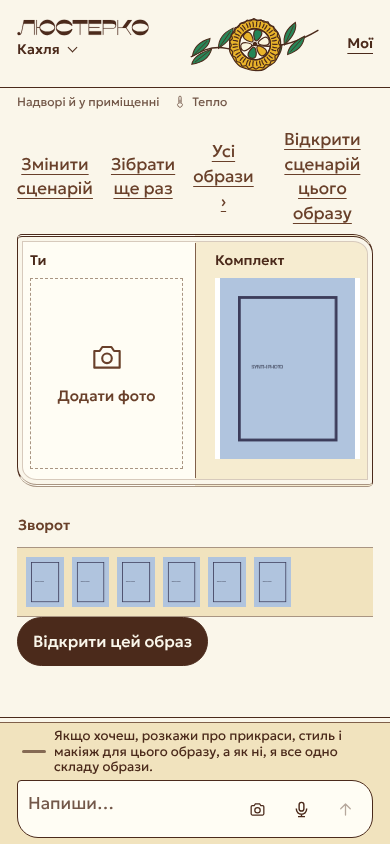 ЛЮСТЕРКО
Кахля
Мої
Надворі й у приміщенні
Тепло
Змінити
сценарій
Зібрати
ще раз
Усі
образи
›
Відкрити
сценарій
цього
образу
Ти
Комплект
Додати фото
Зворот
Відкрити цей образ
Якщо хочеш, розкажи про прикраси, стиль і
макіяж для цього образу, а як ні, я все одно
складу образи.
Напиши...